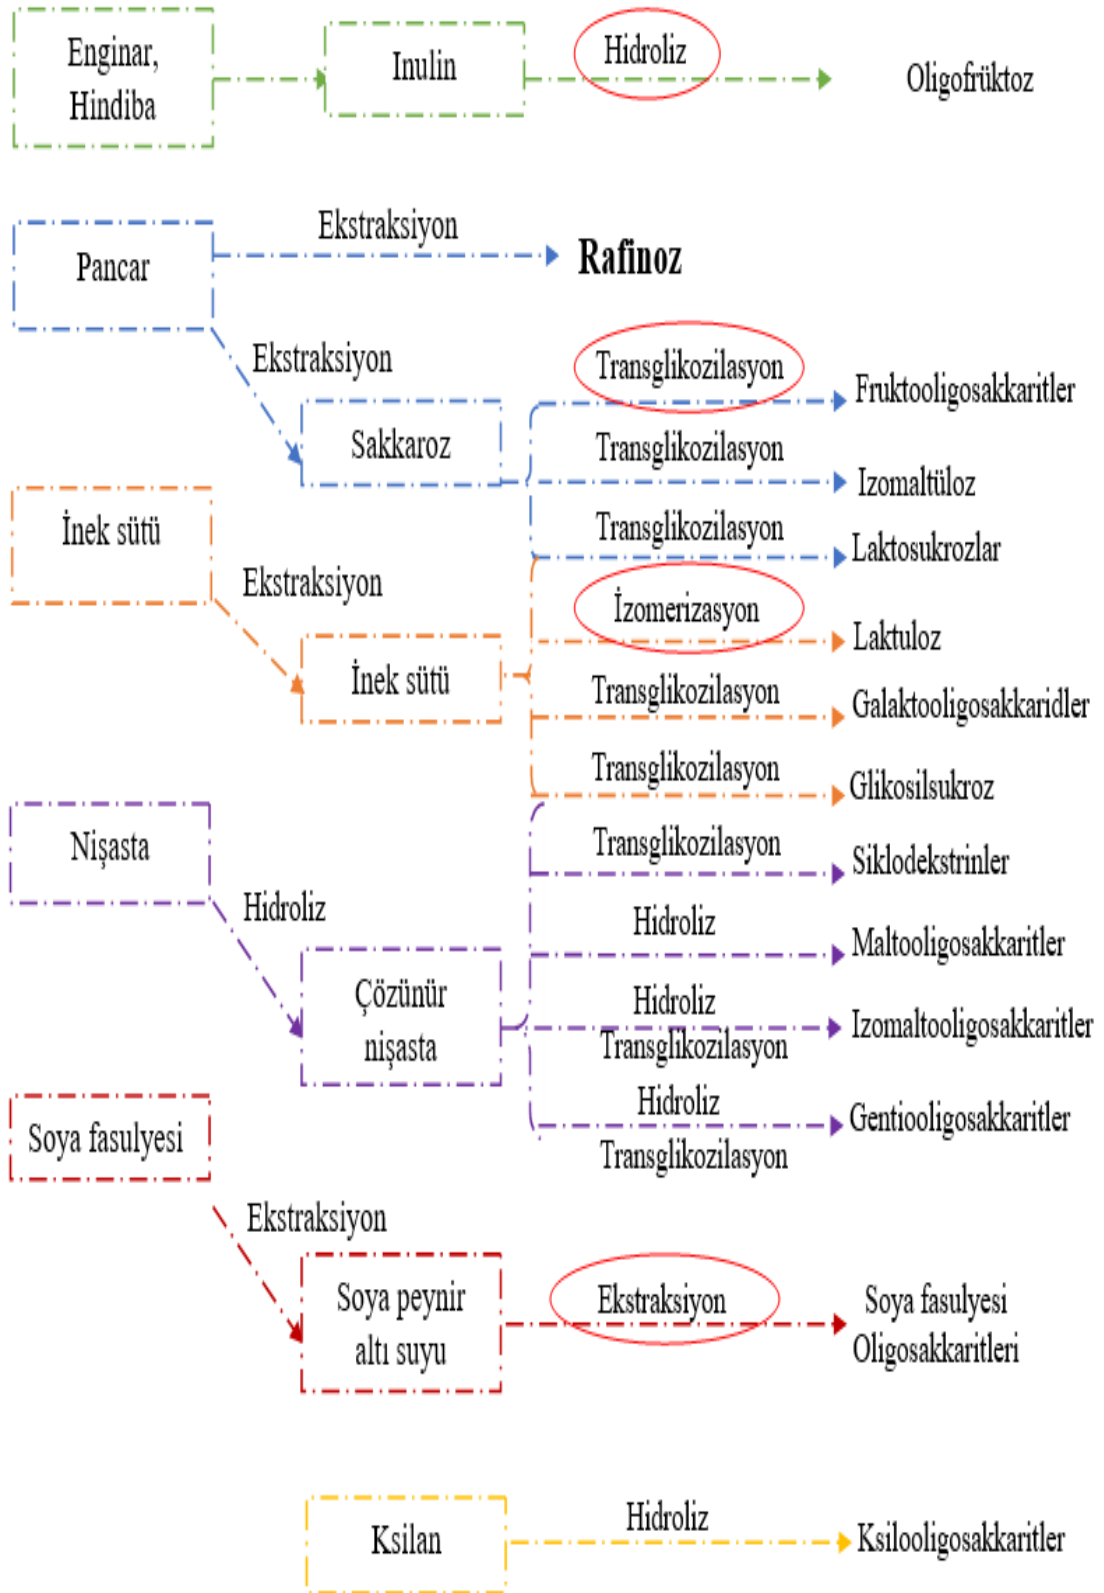 Enginar,
Hindiba
Inulin
Hidroliz
Oligofrüktoz
Pancar
Ekstraksiyon
Rafinoz
Ekstraksiyon
Sakkaroz
Transglikozilasyon
Fruktooligosakkaritler
Transglikozilasyon
Izomaltüloz
Transglikozilasyon
Laktosukrozlar
İnek sütü
Ekstraksiyon
İnek sütü
İzomerizasyon
Laktuloz
Transglikozilasyon
Galaktooligosakkaridler
Transglikozilasyon
Glikosilsukroz
Nişasta
Hidroliz
Çözünür
nişasta
Transglikozilasyon
Siklodekstrinler
Hidroliz
Maltooligosakkaritler
Hidroliz
Transglikozilasyon
Izomaltooligosakkaritler
Hidroliz
Transglikozilasyon
Gentiooligosakkaritler
Soya fasulyesi
Ekstraksiyon
Soya peynir
altı suyu
Ekstraksiyon
Soya fasulyesi
Oligosakkaritleri
Ksilan
Hidroliz
Ksilooligosakkaritler